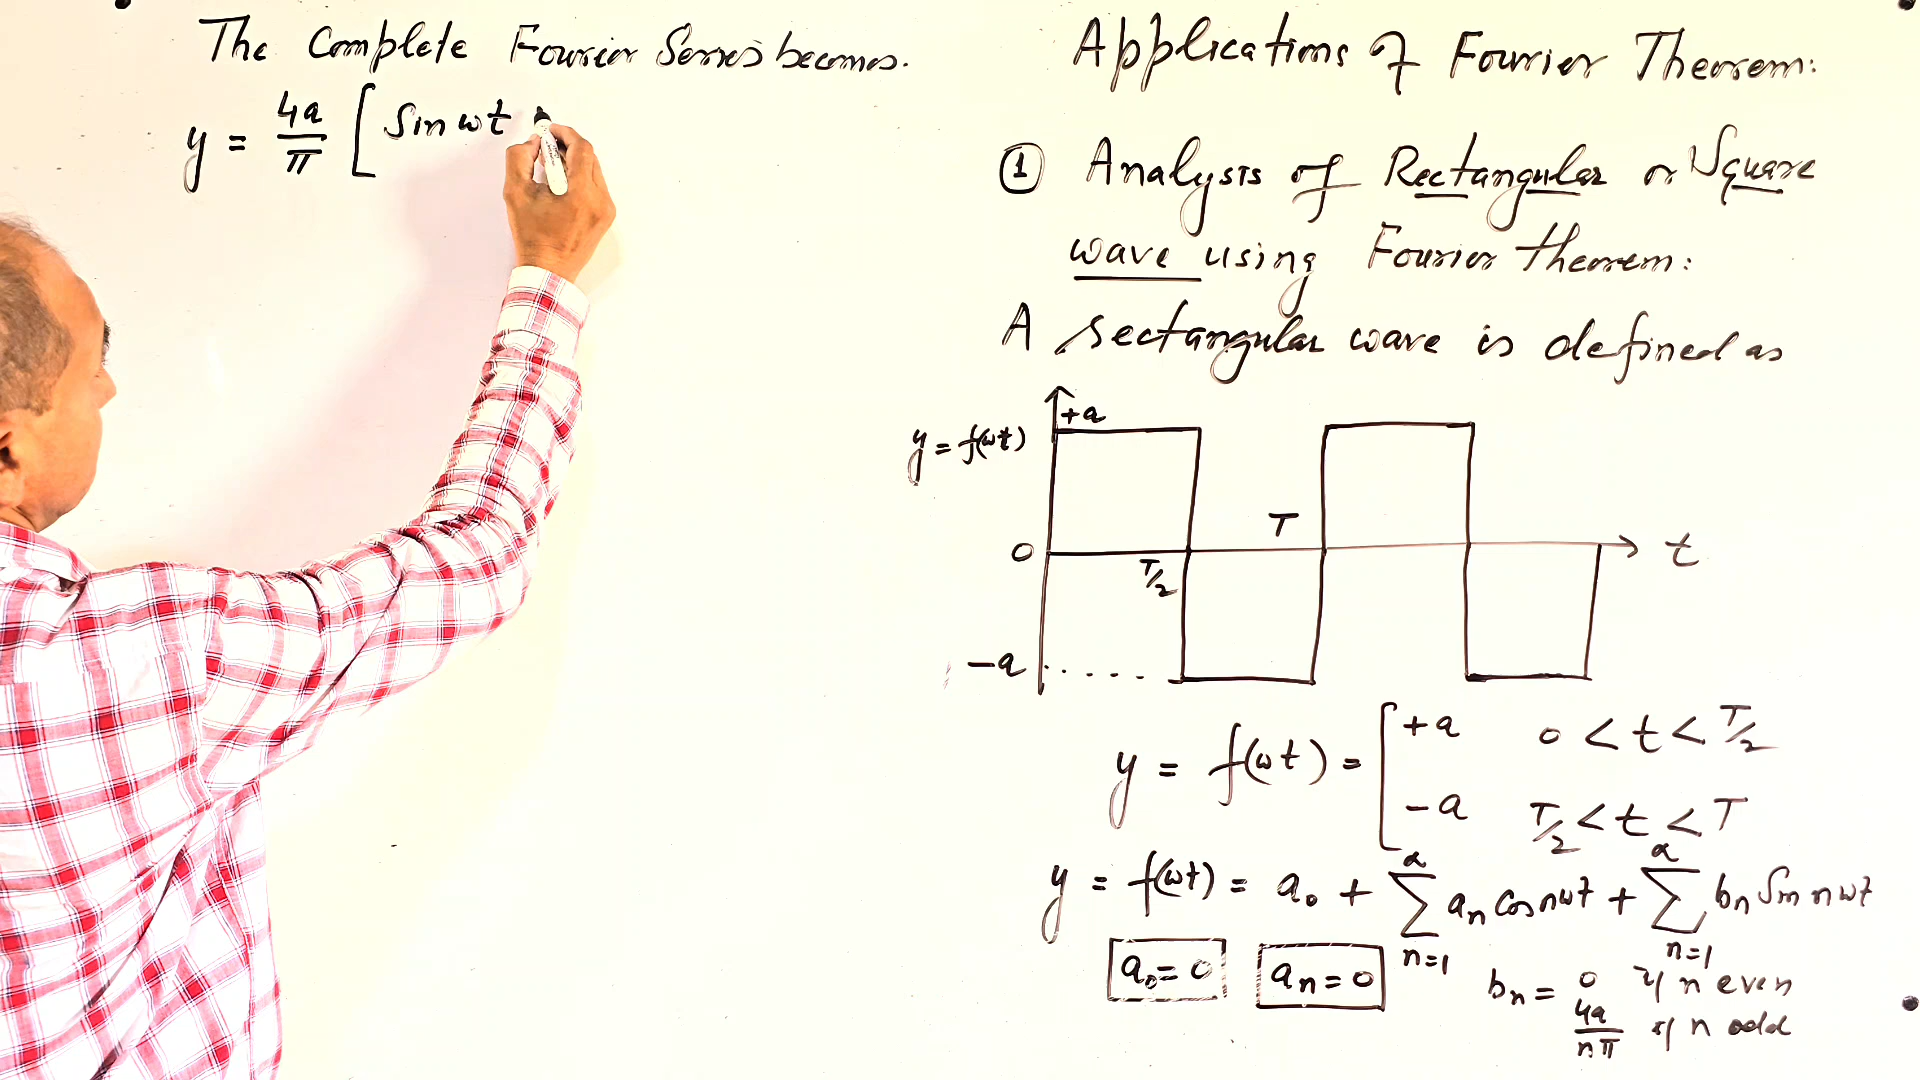 The Complete Fourier Series becomes.
y = 4a/π [ Sin ωt
Applications of Fourier Theorem:
① Analysis of Rectangular or Square
wave using Fourier theorem:
A rectangular wave is defined as
+a
y = f(ωt)
T
0
t
T/2
-a
y = f(ωt) = [ +a 0 < t < T/2
-a T/2 < t < T
y = f(ωt) = a₀ + ∑ₙ₌₁^α aₙ Cos nωt + ∑ₙ₌₁^α bₙ Sin nωt
a₀ = 0 aₙ = 0
bₙ = 0 if n even
4a/nπ if n odd